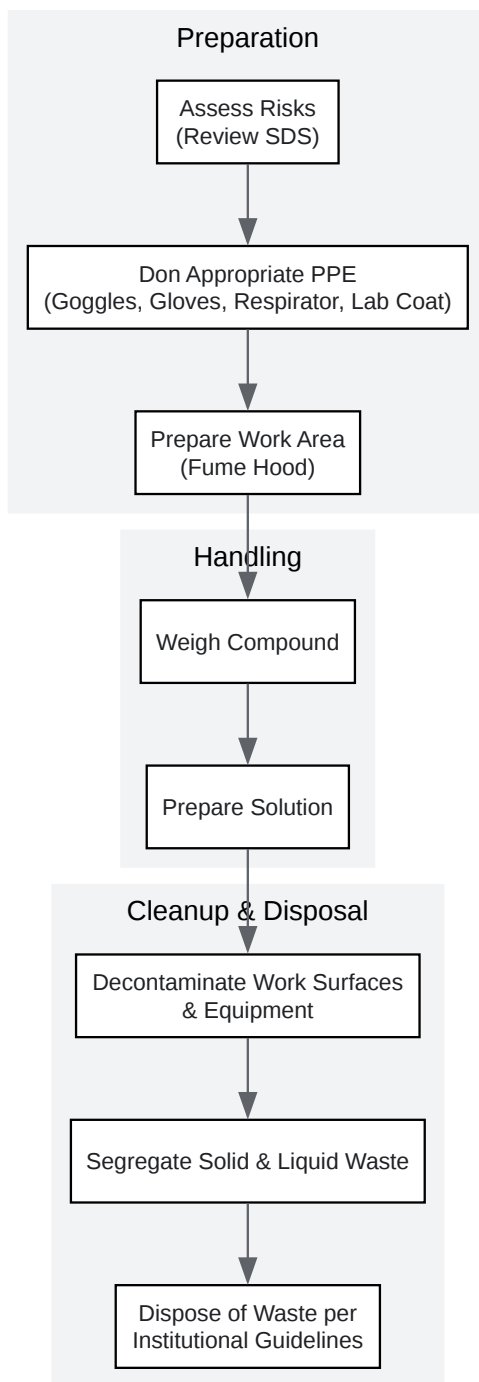 Preparation
Assess Risks
(Review SDS)
Don Appropriate PPE
(Goggles, Gloves, Respirator, Lab Coat)
Prepare Work Area
(Fume Hood)
Handling
Weigh Compound
Prepare Solution
Cleanup & Disposal
Decontaminate Work Surfaces
& Equipment
Segregate Solid & Liquid Waste
Dispose of Waste per
Institutional Guidelines